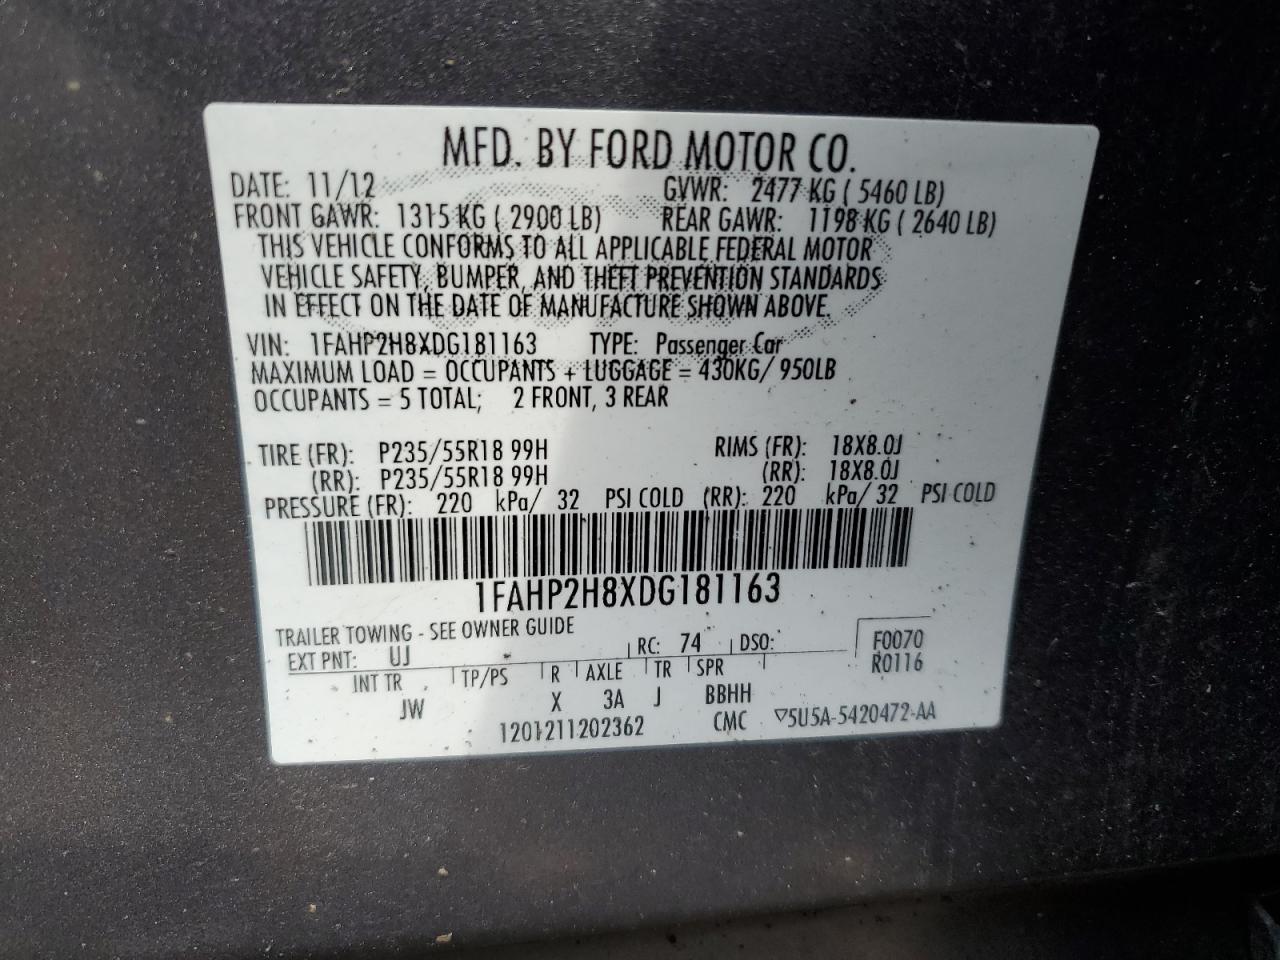 MFD. BY FORD MOTOR CO.
DATE: 11/12 GVWR: 2477 KG ( 5460 LB)
FRONT GAWR: 1315 KG ( 2900 LB) REAR GAWR: 1198 KG ( 2640 LB)
THIS VEHICLE CONFORMS TO ALL APPLICABLE FEDERAL MOTOR
VEHICLE SAFETY, BUMPER, AND THEFT PREVENTION STANDARDS
IN EFFECT ON THE DATE OF MANUFACTURE SHOWN ABOVE.
VIN: 1FAHP2H8XDG181163 TYPE: Passenger Car
MAXIMUM LOAD = OCCUPANTS + LUGGAGE = 430KG/ 950LB
OCCUPANTS = 5 TOTAL; 2 FRONT, 3 REAR
TIRE (FR): P235/55R18 99H RIMS (FR): 18X8.0J
(RR): P235/55R18 99H (RR): 18X8.0J
PRESSURE (FR): 220 kPa/ 32 PSI COLD (RR): 220 kPa/ 32 PSI COLD
1FAHP2H8XDG181163
TRAILER TOWING - SEE OWNER GUIDE
EXT PNT: UJ RC: 74 DSO: F0070
R0116
INT TR TP/PS R AXLE TR SPR
JW X 3A J BBHH
1201211202362 CMC ▽5U5A-5420472-AA